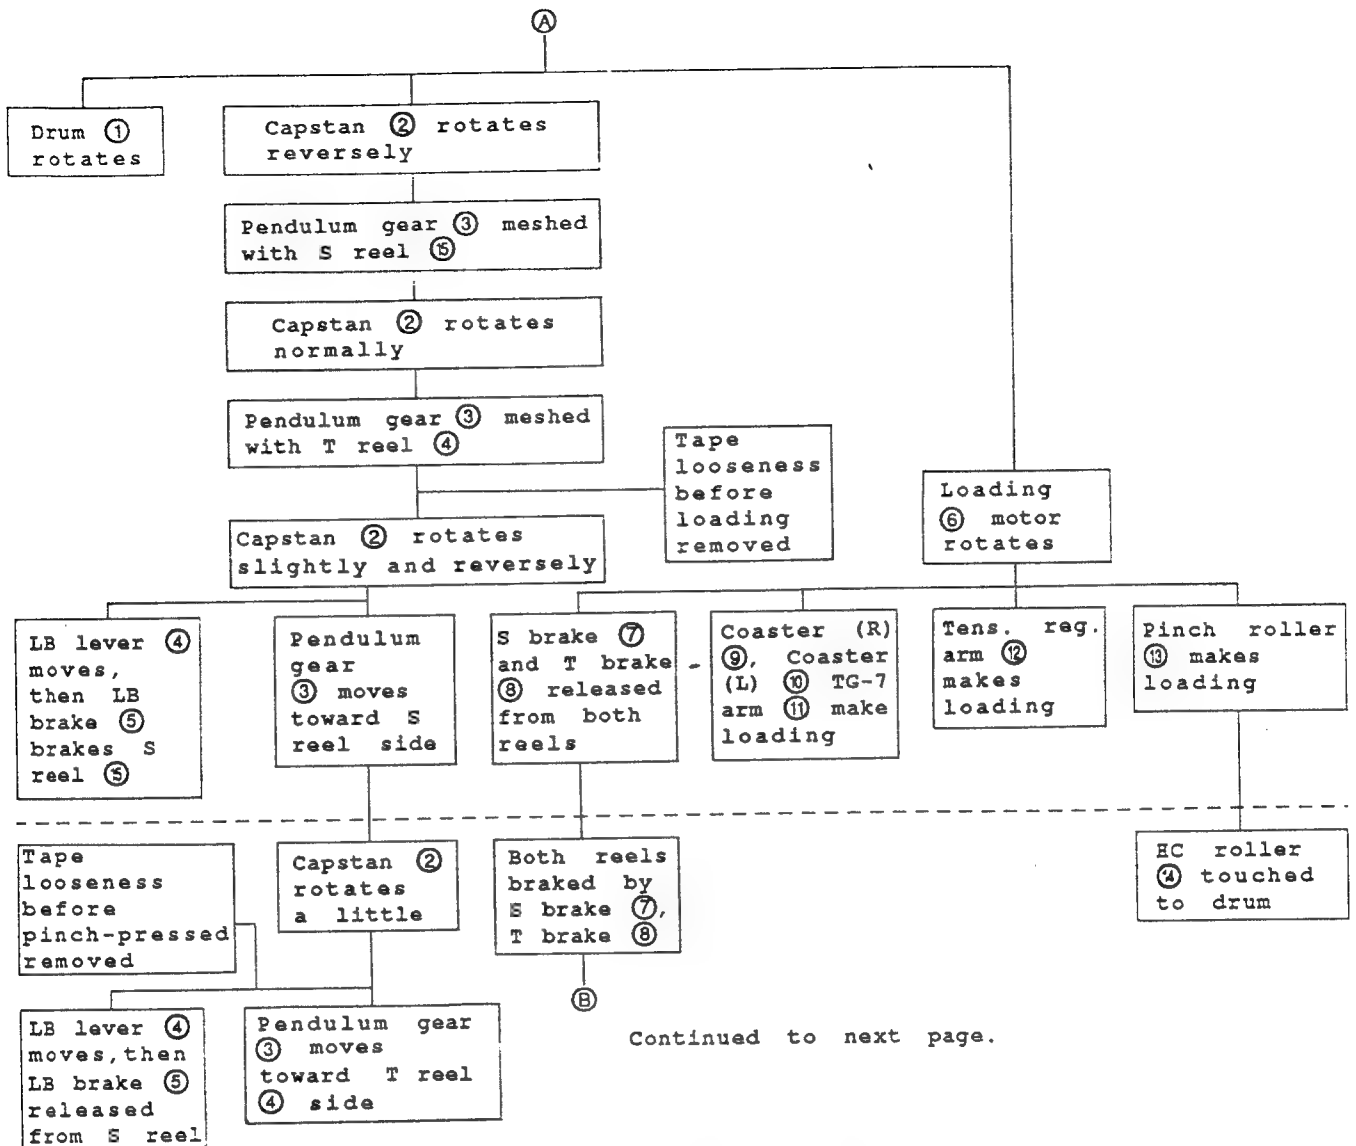 Ⓐ
Drum ①
rotates
Capstan ② rotates
reversely
Pendulum gear ③ meshed
with S reel ⑮
Capstan ② rotates
normally
Pendulum gear ③ meshed
with T reel ④
Tape
looseness
before
loading
removed
Loading
⑥ motor
rotates
Capstan ② rotates
slightly and reversely
LB lever ④
moves,
then LB
brake ⑤
brakes S
reel ⑮
Pendulum
gear
③ moves
toward S
reel side
S brake ⑦
and T brake
⑧ released
from both
reels
Coaster (R)
⑨, Coaster
(L) ⑩ TG-7
arm ⑪ make
loading
Tens. reg.
arm ⑫
makes
loading
Pinch roller
⑬ makes
loading
Tape
looseness
before
pinch-pressed
removed
Capstan ②
rotates
a little
Both reels
braked by
S brake ⑦,
T brake ⑧
HC roller
⑭ touched
to drum
Ⓑ
LB lever ④
moves,then
LB brake ⑤
released
from S reel
Pendulum gear
③ moves
toward T reel
④ side
Continued to next page.